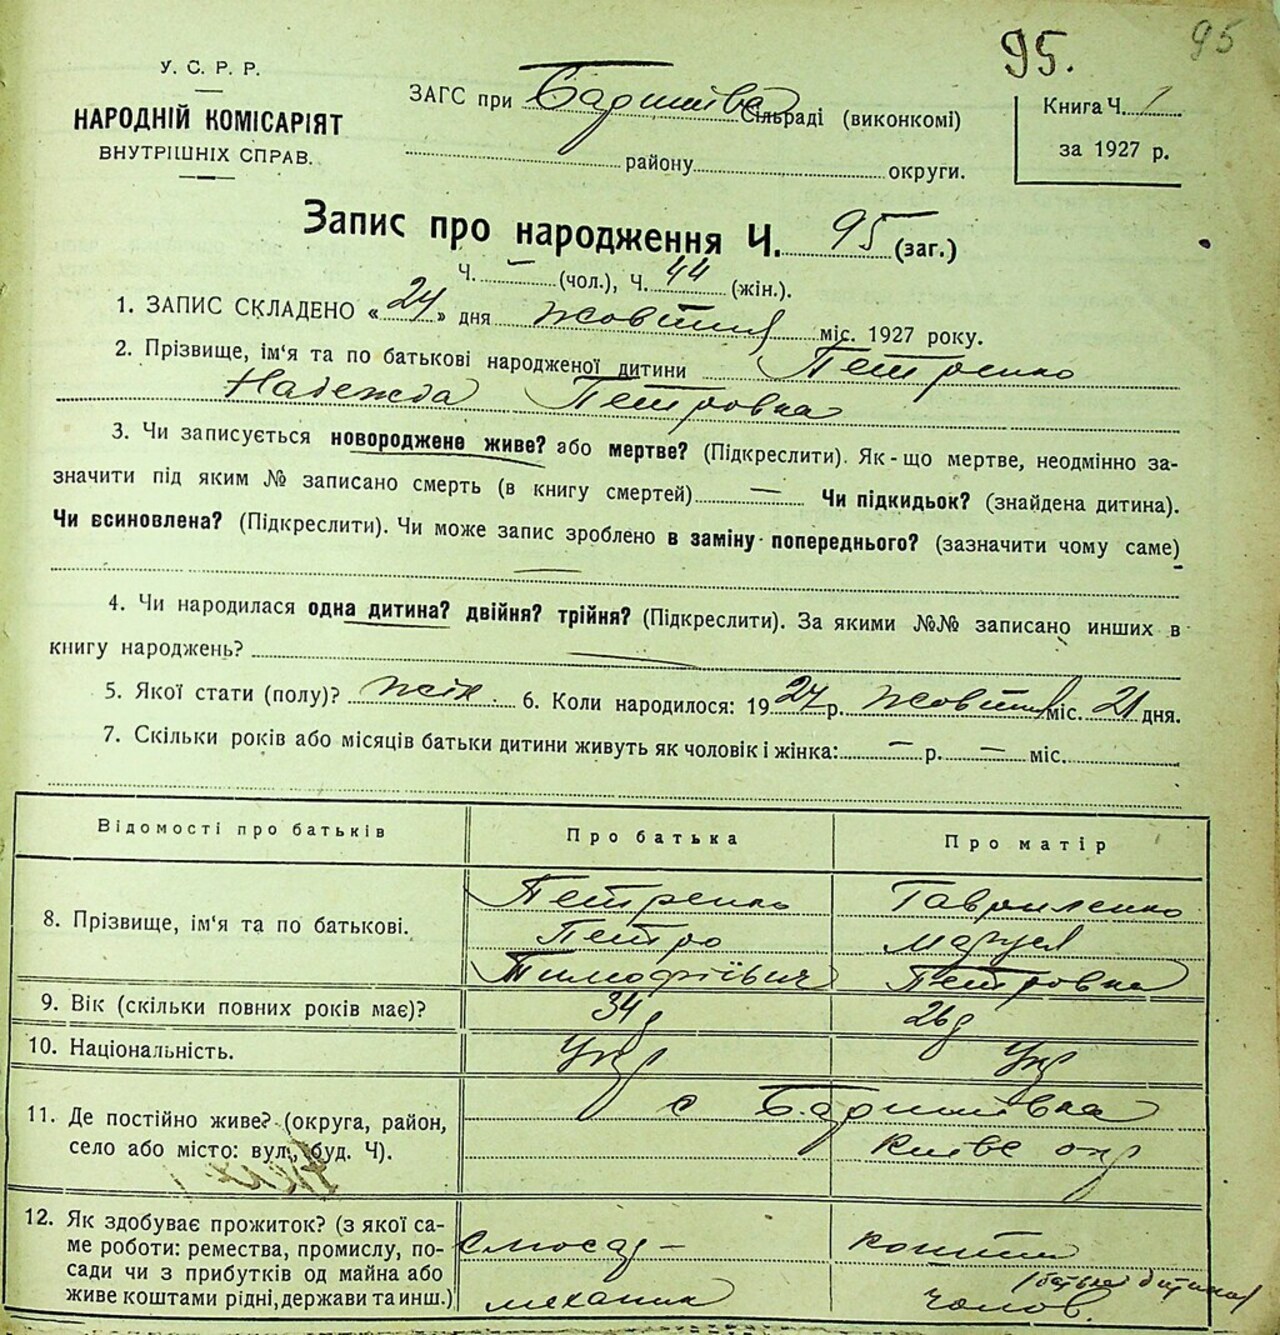 95
95.
У. С. Р. Р.
НАРОДНІЙ КОМІСАРІЯТ
ВНУТРІШНІХ СПРАВ.
ЗАГС при Сільраді (виконкомі)
району округи.
Книга Ч. 1
за 1927 р.
Запис про народження Ч. 95 (заг.)
Ч. – (чол.), Ч. 44 (жін.).
1. ЗАПИС СКЛАДЕНО « 24 » дня жовтня міс. 1927 року.
2. Прізвище, ім'я та по батькові народженої дитини Петренко
Надежда Петровна
3. Чи записується новороджене живе? або мертве? (Підкреслити). Як-що мертве, неодмінно за-
значити під яким № записано смерть (в книгу смертей) — Чи підкидьок? (знайдена дитина).
Чи всиновлена? (Підкреслити). Чи може запис зроблено в заміну попереднього? (зазначити чому саме)
—
4. Чи народилася одна дитина? двійня? трійня? (Підкреслити). За якими №№ записано инших в
книгу народжень? —
5. Якої стати (полу)? жін. 6. Коли народилося: 1927 р. жовтня міс. 21 дня.
7. Скільки років або місяців батьки дитини живуть як чоловік і жінка: – р. – міс.
Відомості про батьків Про батька Про матір
8. Прізвище, ім'я та по батькові. Петренко Гавриленко
Петро Маруся
Тимофіївич Петровна
9. Вік (скільки повних років має)? 34 26
10. Національність. Укр Укр
11. Де постійно живе? (округа, район,
село або місто: вул., буд. Ч).
с
Київс окр
12. Як здобуває прожиток? (з якої са-
ме роботи: ремества, промислу, по-
сади чи з прибутків од майна або
живе коштами рідні, держави та инш.)
механик
кошти
чолов.